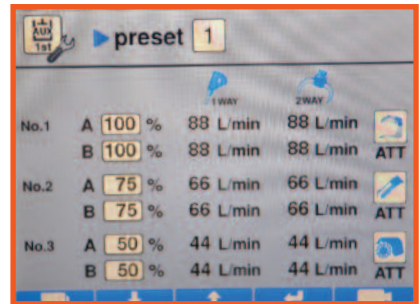 AUX
1st
preset 1
1WAY 2WAY
No.1 A 100 % 88 L/min 88 L/min
B 100 % 88 L/min 88 L/min ATT
No.2 A 75 % 66 L/min 66 L/min
B 75 % 66 L/min 66 L/min ATT
No.3 A 50 % 44 L/min 44 L/min
B 50 % 44 L/min 44 L/min ATT